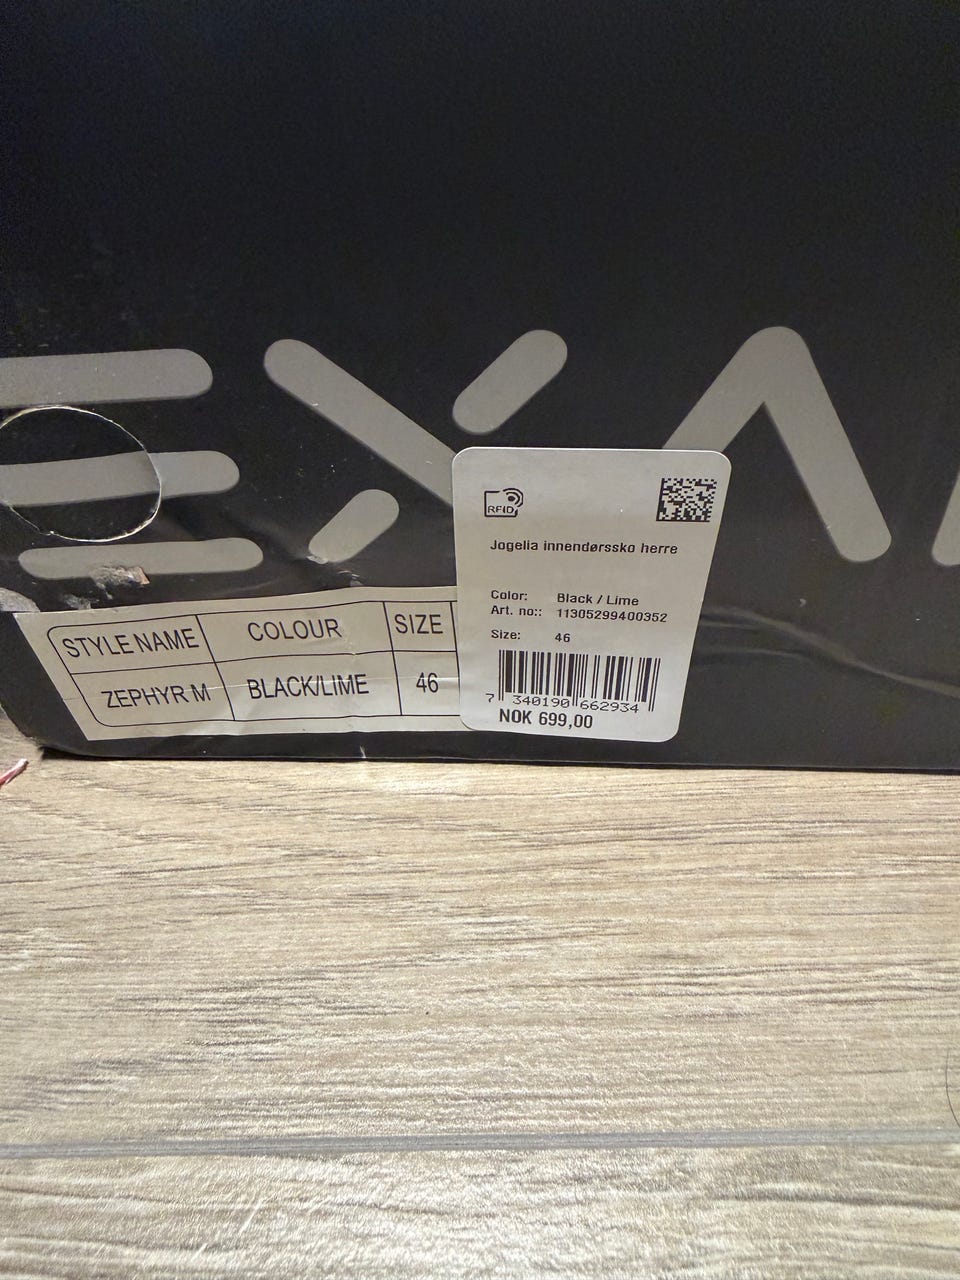 EXA
RFID
Jogelia innendørssko herre
Color: Black / Lime
Art. no:: 11305299400352
Size: 46
7 340190 662934
NOK 699,00
STYLE NAME COLOUR SIZE
ZEPHYR M BLACK/LIME 46